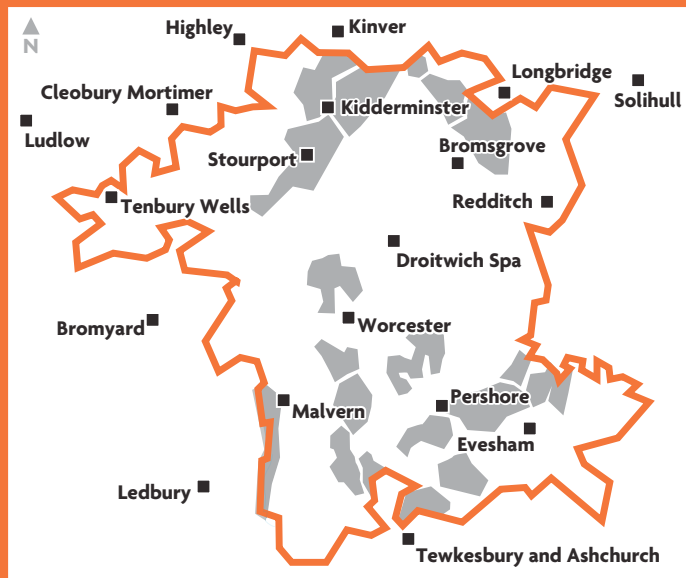 N
Highley
Kinver
Longbridge
Solihull
Cleobury Mortimer
Kidderminster
Ludlow
Stourport
Bromsgrove
Tenbury Wells
Redditch
Droitwich Spa
Bromyard
Worcester
Malvern
Pershore
Evesham
Ledbury
Tewkesbury and Ashchurch